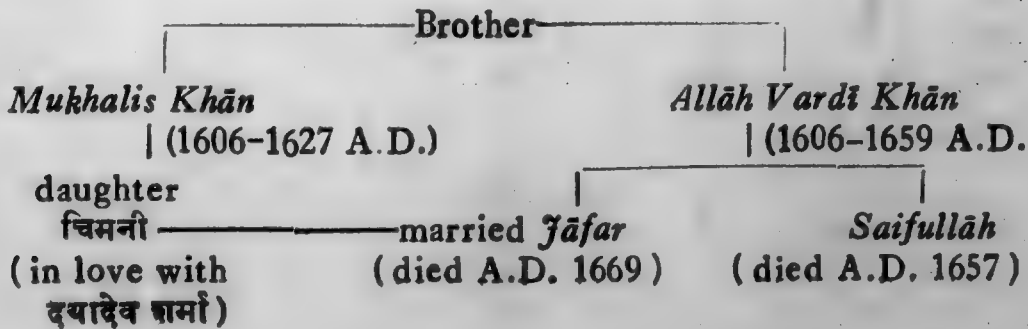 Brother
Mukhalis Khān Allāh Vardī Khān
(1606-1627 A.D.) (1606-1659 A.D.
daughter
चिमनी married Jāfar Saifullāh
(in love with (died A.D. 1669) (died A.D. 1657)
दयादेव शर्मा)